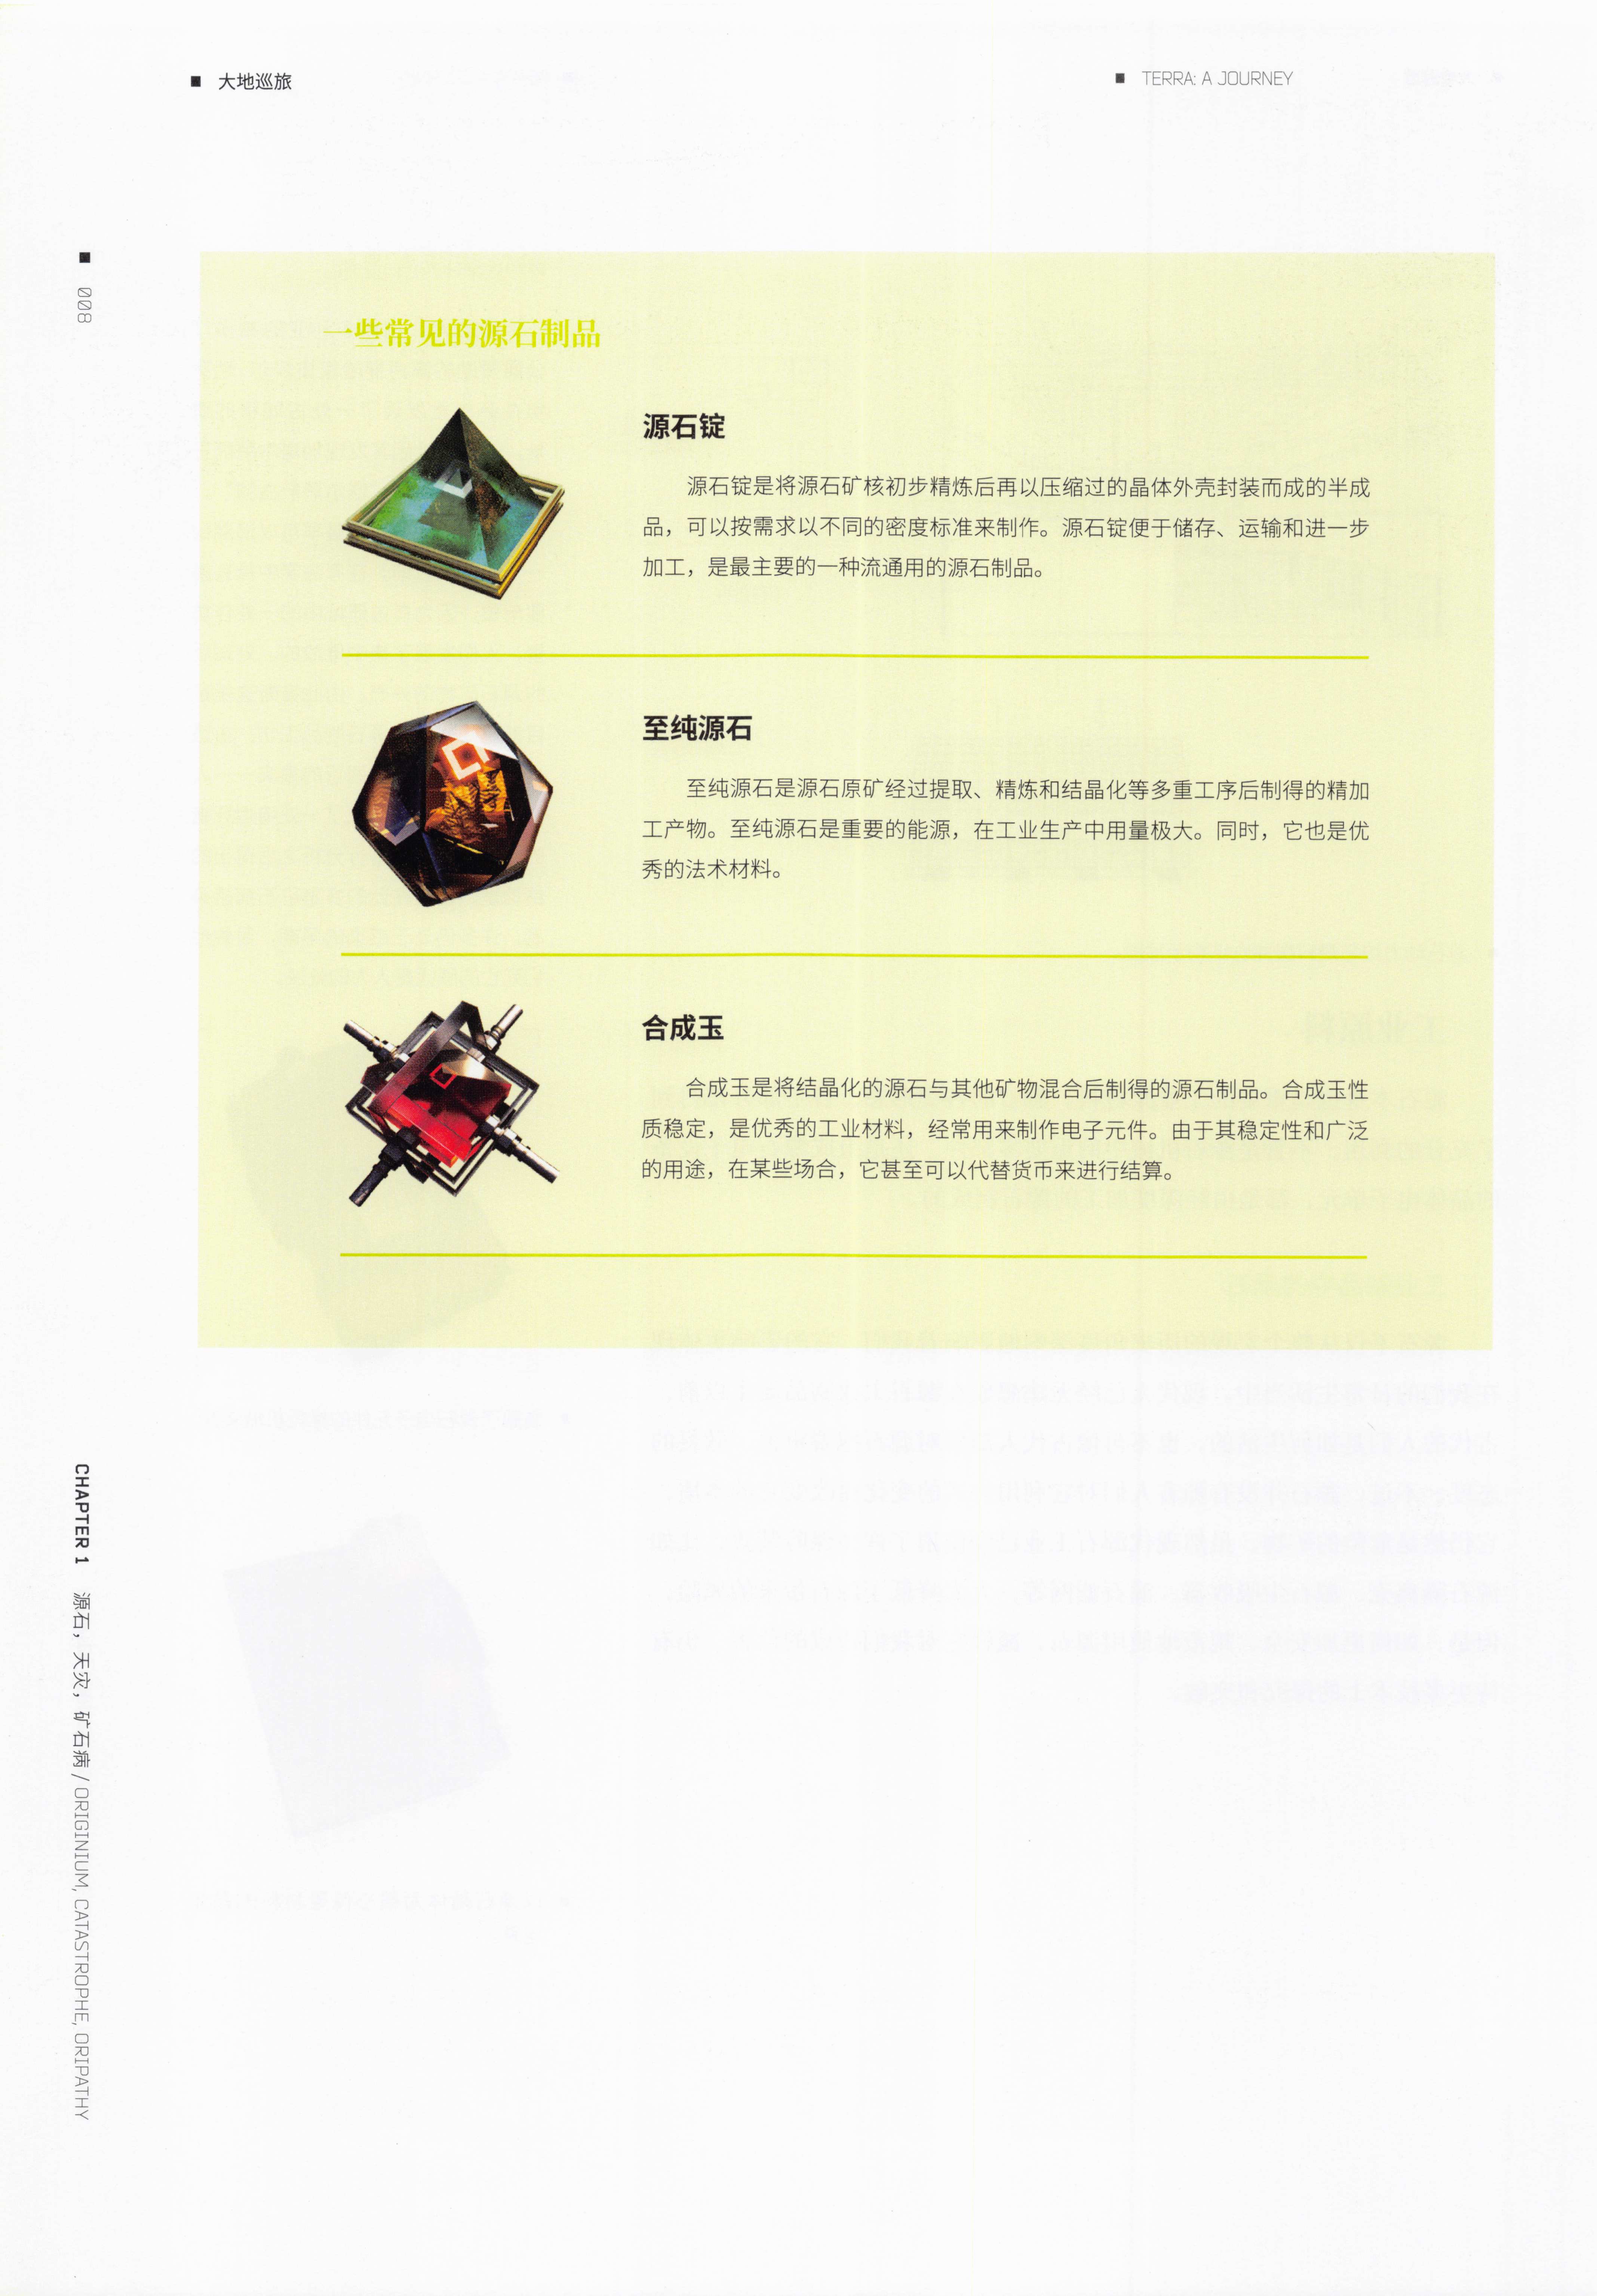 大地巡旅
TERRA: A JOURNEY
008
一些常见的源石制品
源石锭
源石锭是将源石矿核初步精炼后再以压缩过的晶体外壳封装而成的半成
品，可以按需求以不同的密度标准来制作。源石锭便于储存、运输和进一步
加工，是最主要的一种流通用的源石制品。
至纯源石
至纯源石是源石原矿经过提取、精炼和结晶化等多重工序后制得的精加
工产物。至纯源石是重要的能源，在工业生产中用量极大。同时，它也是优
秀的法术材料。
合成玉
合成玉是将结晶化的源石与其他矿物混合后制得的源石制品。合成玉性
质稳定，是优秀的工业材料，经常用来制作电子元件。由于其稳定性和广泛
的用途，在某些场合，它甚至可以代替货币来进行结算。
CHAPTER 1 源石，天灾，矿石病 / ORIGINIUM, CATASTROPHE, ORIPATHY